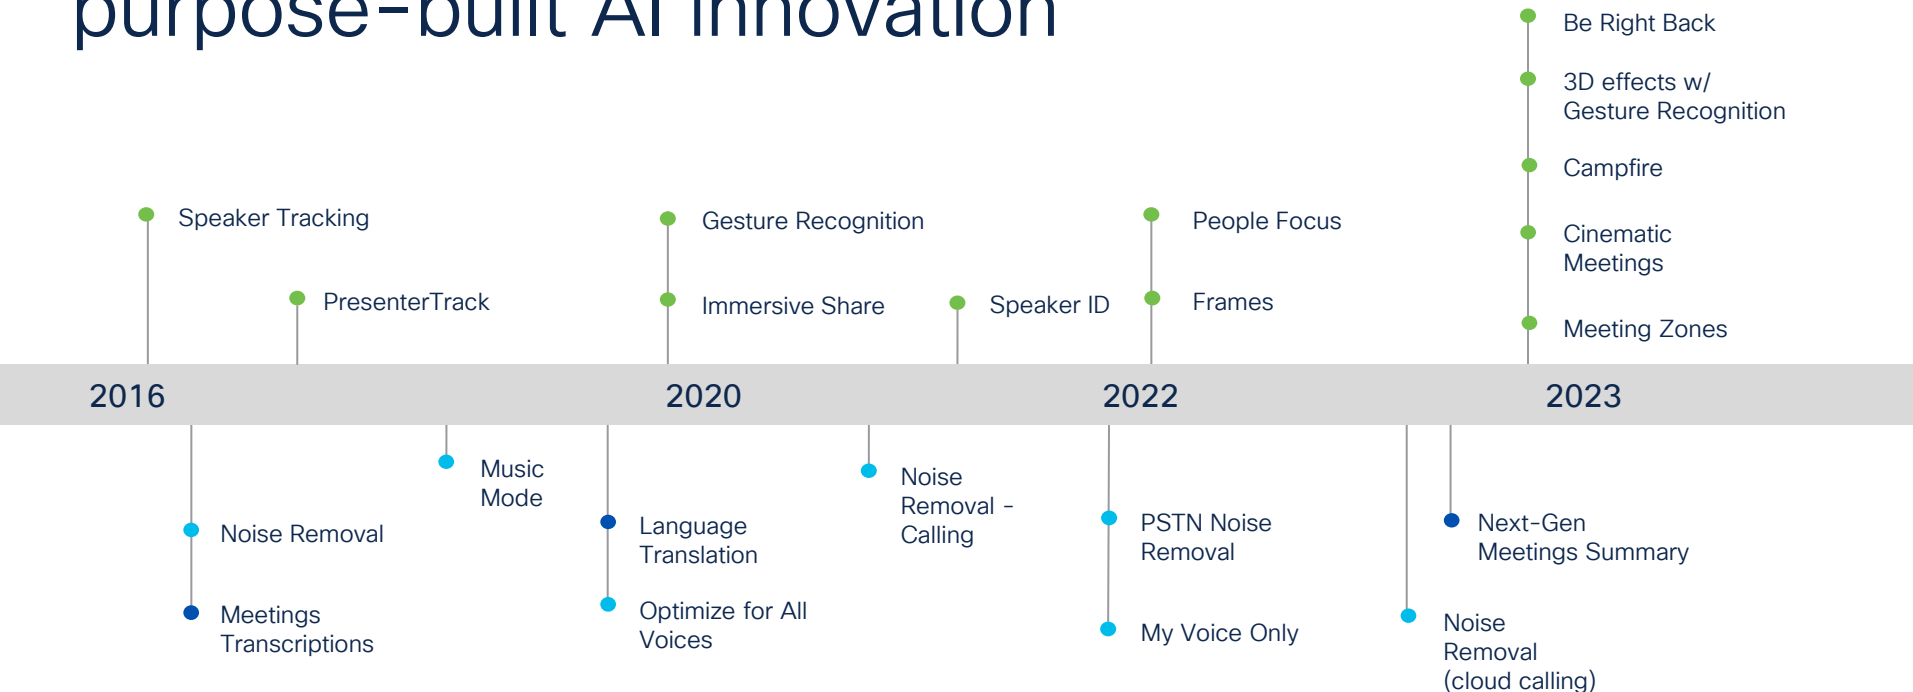 purpose-built AI innovation
Be Right Back
3D effects w/
Gesture Recognition
Campfire
Cinematic
Meetings
Meeting Zones
Speaker Tracking
PresenterTrack
Gesture Recognition
Immersive Share
Speaker ID
People Focus
Frames
2016
2020
2022
2023
Music
Mode
Noise Removal
Meetings
Transcriptions
Language
Translation
Optimize for All
Voices
Noise
Removal -
Calling
PSTN Noise
Removal
My Voice Only
Next-Gen
Meetings Summary
Noise
Removal
(cloud calling)